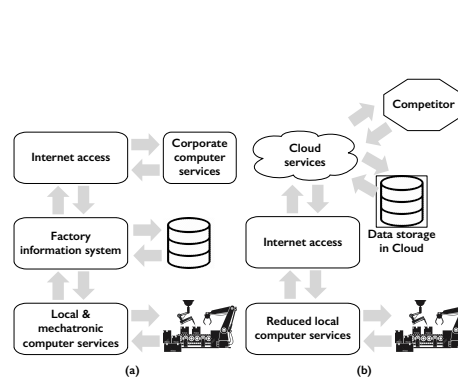 Competitor
Internet access
Corporate
computer
services
Cloud
services
Factory
information system
Internet access
Data storage
in Cloud
Local &
mechatronic
computer services
Reduced local
computer services
(a)
(b)